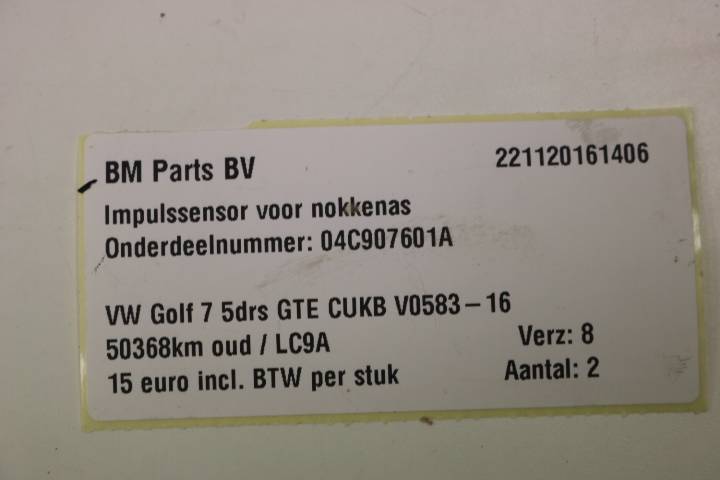 BM Parts BV 221120161406
Impulssensor voor nokkenas
Onderdeelnummer: 04C907601A
VW Golf 7 5drs GTE CUKB V0583-16
50368km oud / LC9A Verz: 8
15 euro incl. BTW per stuk Aantal: 2